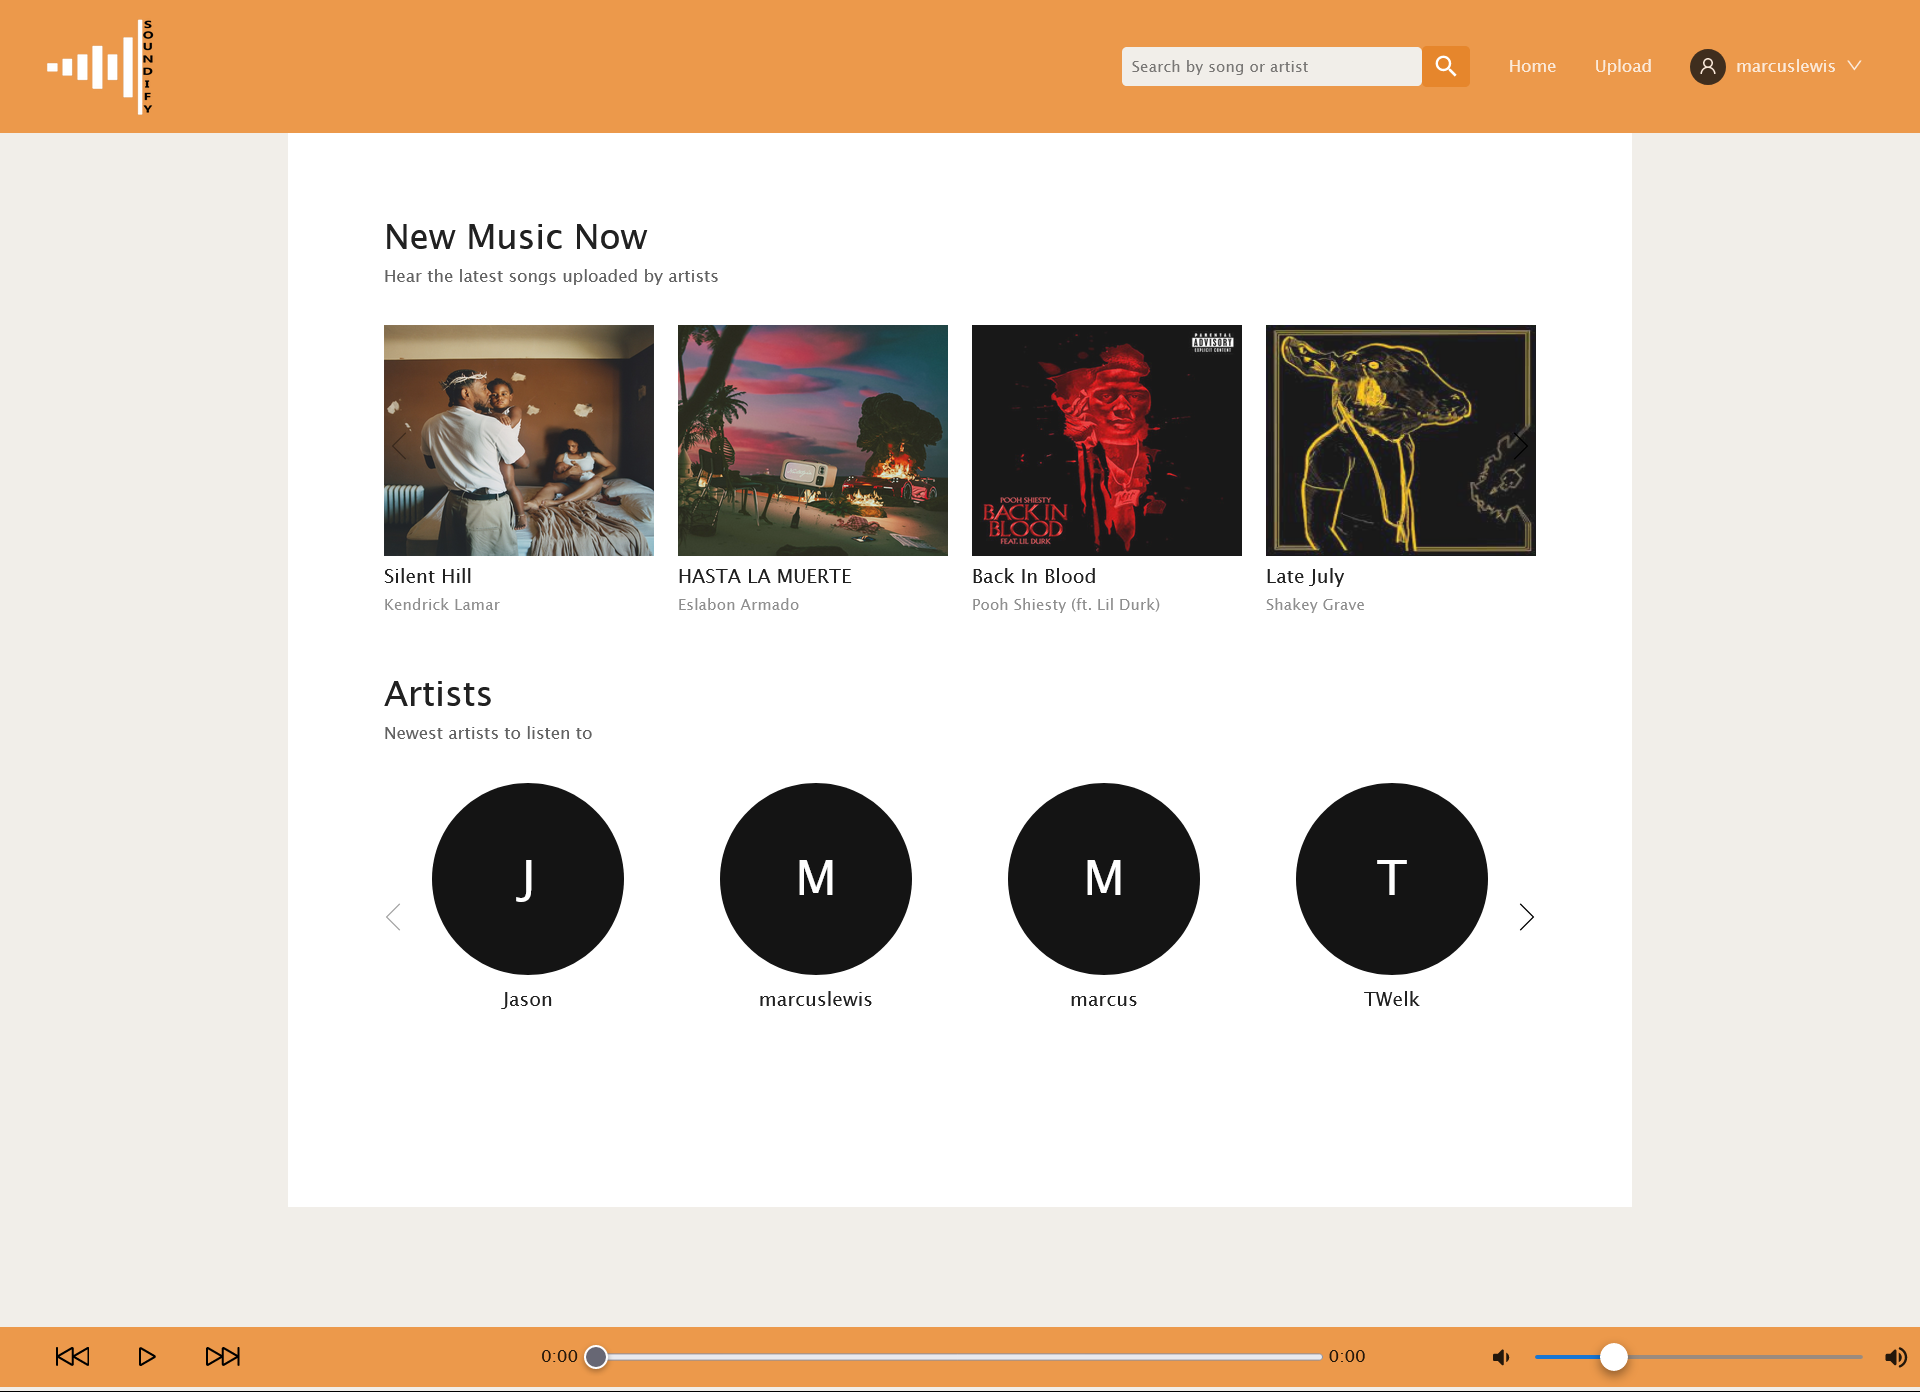 SOUNDIFY
Search by song or artist
Home
Upload
marcuslewis
New Music Now
Hear the latest songs uploaded by artists
PARENTAL
ADVISORY
EXPLICIT CONTENT
POOH SHIESTY
BACK IN
BLOOD
FEAT. LIL DURK
Silent Hill
HASTA LA MUERTE
Back In Blood
Late July
Kendrick Lamar
Eslabon Armado
Pooh Shiesty (ft. Lil Durk)
Shakey Grave
Artists
Newest artists to listen to
J
M
M
T
Jason
marcuslewis
marcus
TWelk
0:00
0:00